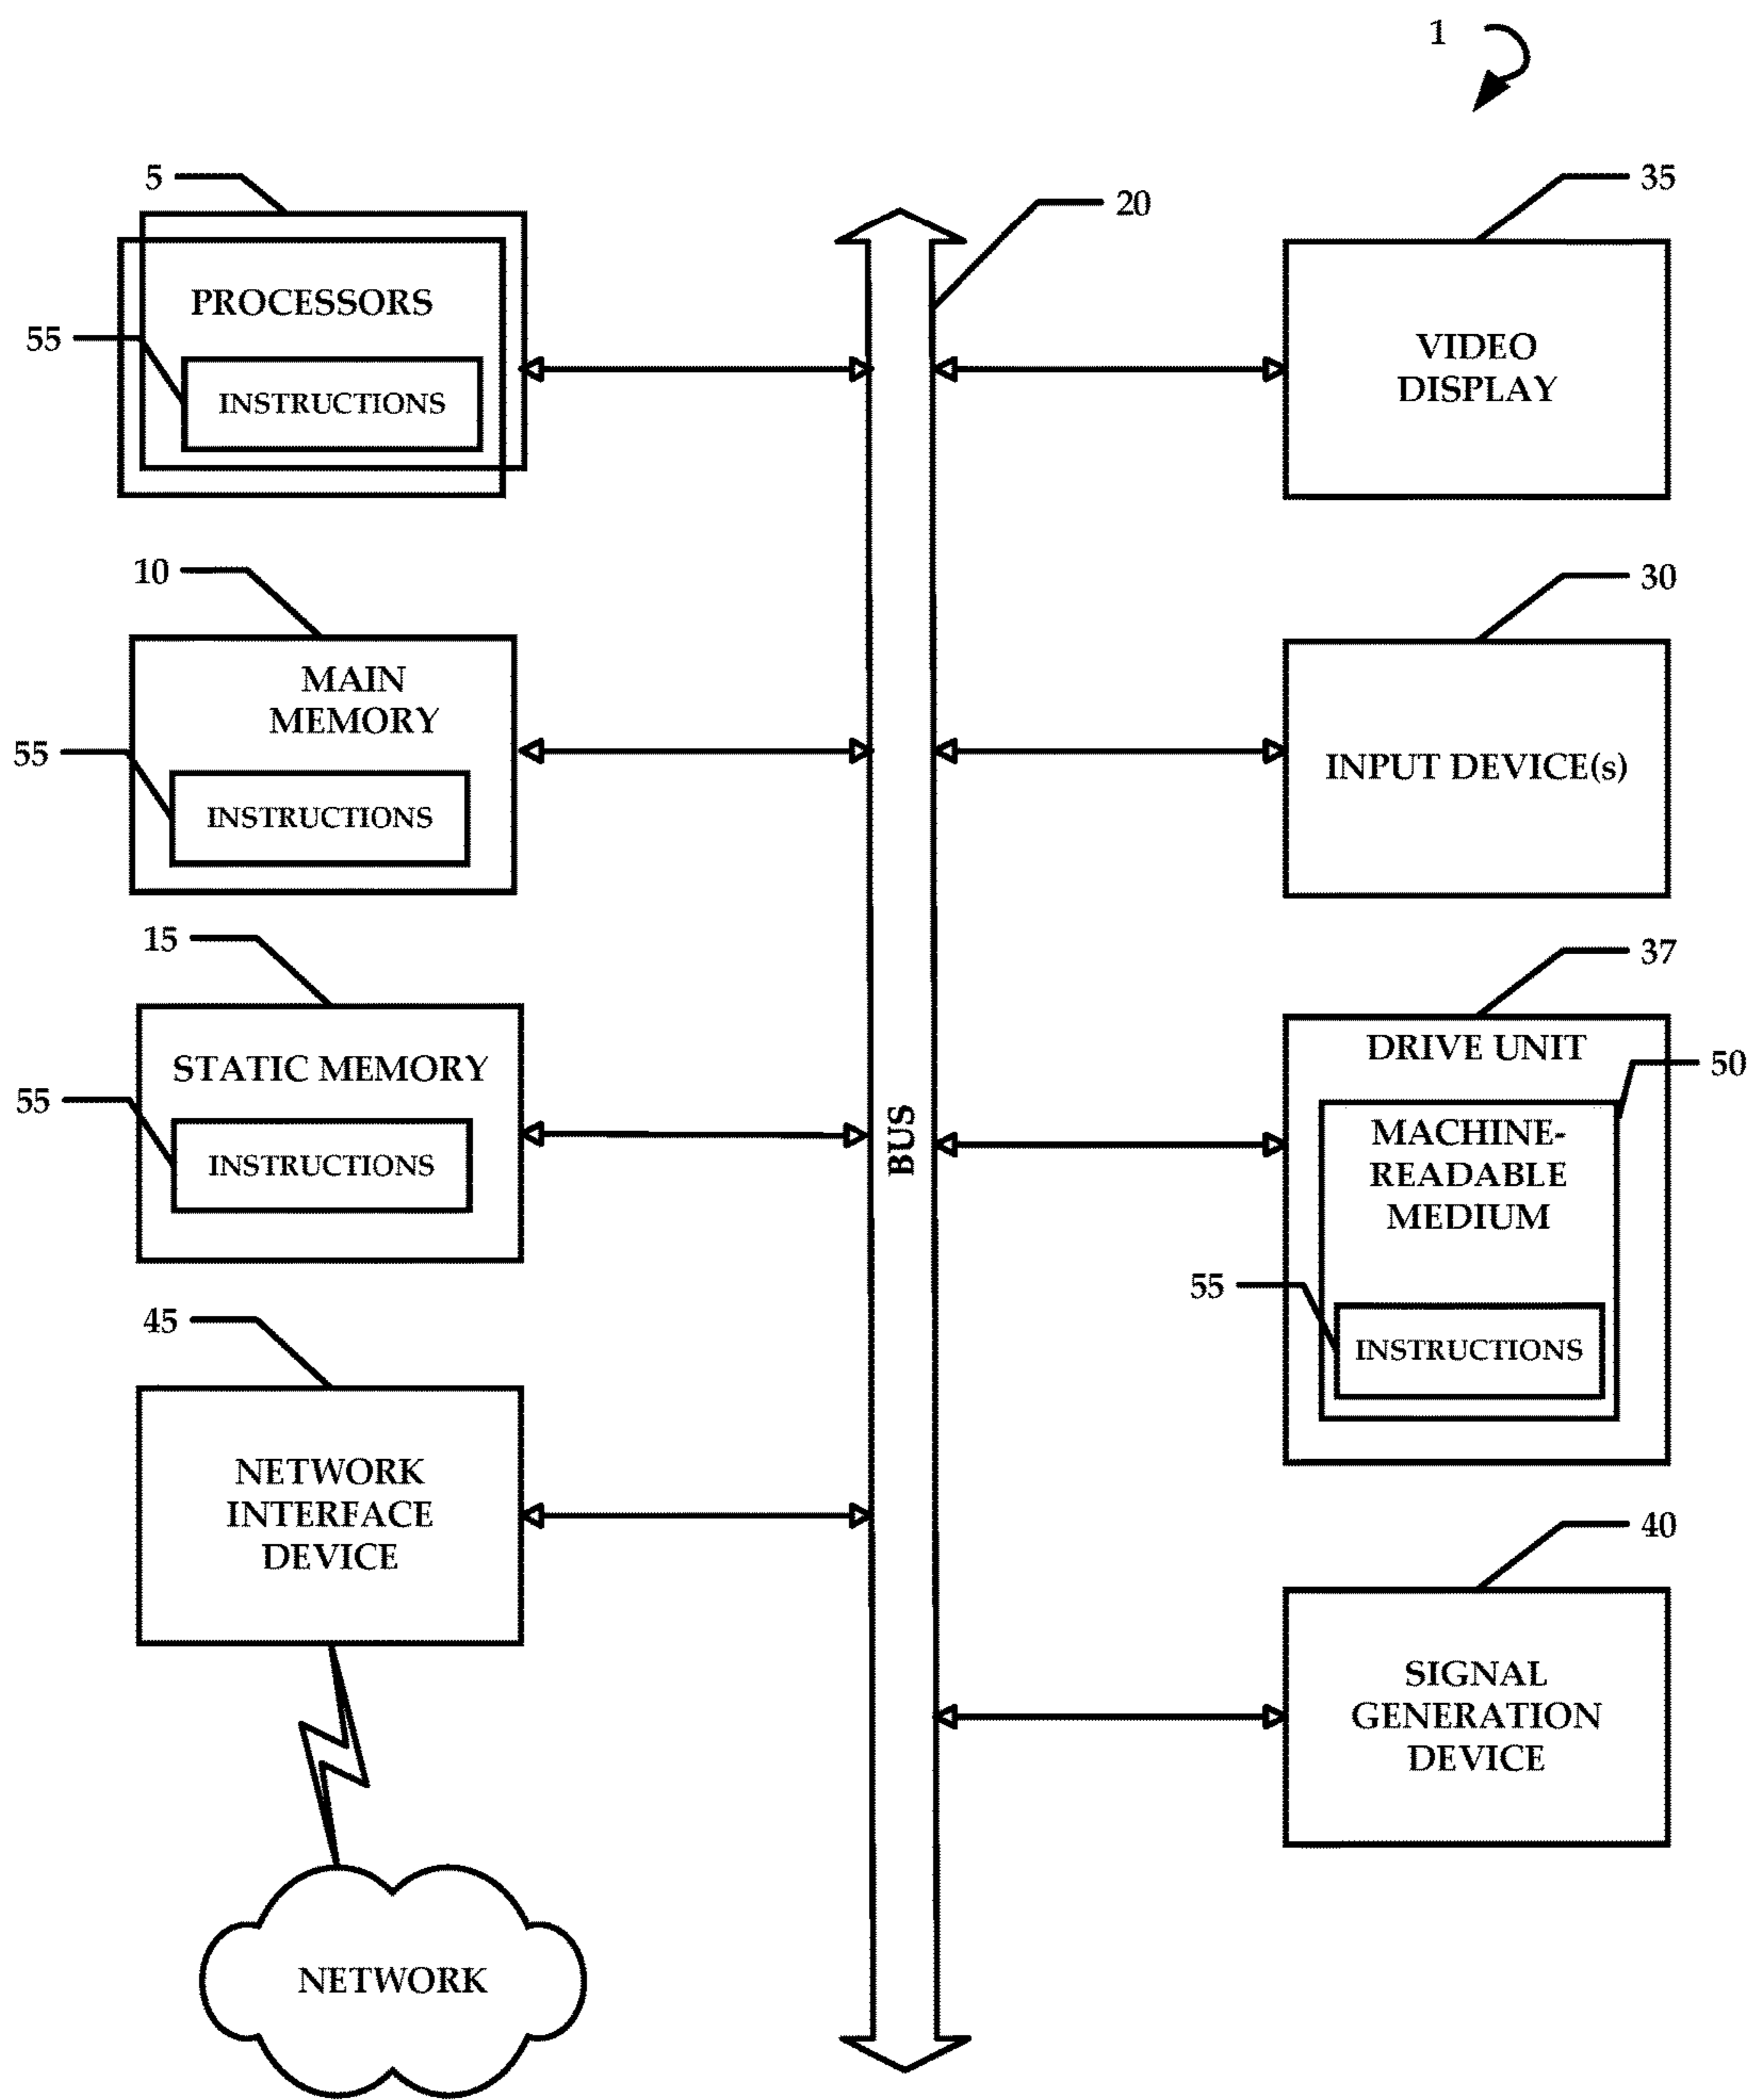 1
5
PROCESSORS
55
INSTRUCTIONS
10
MAIN
MEMORY
55
INSTRUCTIONS
15
STATIC MEMORY
55
INSTRUCTIONS
45
NETWORK
INTERFACE
DEVICE
NETWORK
20
BUS
35
VIDEO
DISPLAY
30
INPUT DEVICE(s)
37
DRIVE UNIT
50
MACHINE-
READABLE
MEDIUM
55
INSTRUCTIONS
40
SIGNAL
GENERATION
DEVICE